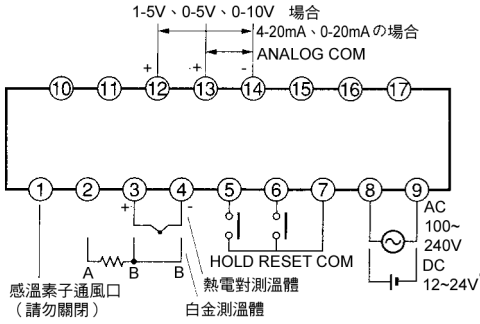 1-5V、0-5V、0-10V 場合
4-20mA、0-20mAの場合
ANALOG COM
+ + -
10 11 12 13 14 15 16 17
1 2 3 4 5 6 7 8 9
+ -
AC
100~
240V
DC
12~24V
HOLD RESET COM
A B B
熱電對測溫體
白金測溫體
感溫素子通風口
(請勿關閉)